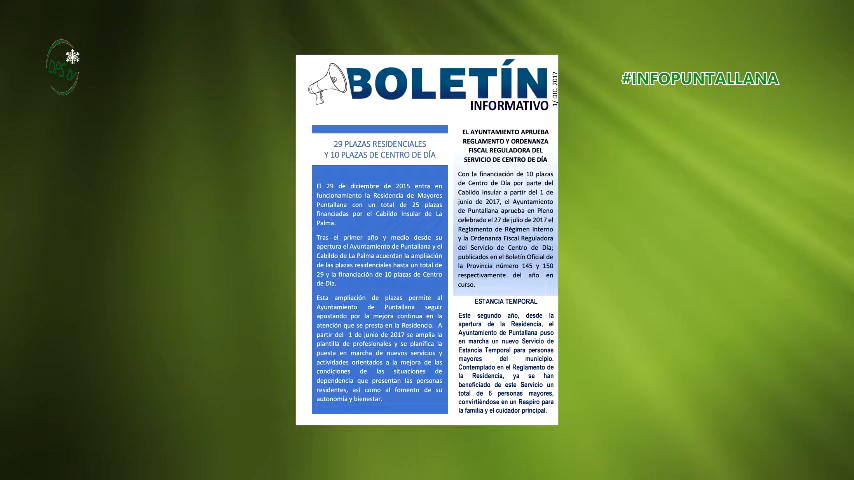 #INFOPUNTALLANA
BOLETÍN
INFORMATIVO
1/ DIC. 2017
29 PLAZAS RESIDENCIALES
Y 10 PLAZAS DE CENTRO DE DÍA
El 29 de diciembre de 2015 entra en
funcionamiento la Residencia de Mayores
Puntallana con un total de 25 plazas
financiadas por el Cabildo Insular de La
Palma.
Tras el primer año y medio desde su
apertura el Ayuntamiento de Puntallana y el
Cabildo de La Palma acuerdan la ampliación
de las plazas residenciales hasta un total de
29 y la financiación de 10 plazas de Centro
de Día.
Esta ampliación de plazas permite al
Ayuntamiento de Puntallana seguir
apostando por la mejora continua en la
atención que se presta en la Residencia. A
partir del 1 de junio de 2017 se amplía la
plantilla de profesionales y se planifica la
puesta en marcha de nuevos servicios y
actividades orientados a la mejora de las
condiciones de las situaciones de
dependencia que presentan las personas
residentes, así como al fomento de su
autonomía y bienestar.
EL AYUNTAMIENTO APRUEBA
REGLAMENTO Y ORDENANZA
FISCAL REGULADORA DEL
SERVICIO DE CENTRO DE DÍA
Con la financiación de 10 plazas
de Centro de Día por parte del
Cabildo Insular a partir del 1 de
junio de 2017, el Ayuntamiento
de Puntallana aprueba en Pleno
celebrado el 27 de julio de 2017 el
Reglamento de Régimen Interno
y la Ordenanza Fiscal Reguladora
del Servicio de Centro de Día;
publicados en el Boletín Oficial de
la Provincia número 145 y 150
respectivamente del año en
curso.
ESTANCIA TEMPORAL
Este segundo año, desde la
apertura de la Residencia, el
Ayuntamiento de Puntallana puso
en marcha un nuevo Servicio de
Estancia Temporal para personas
mayores del municipio.
Contemplado en el Reglamento de
la Residencia, ya se han
beneficiado de este Servicio un
total de 6 personas mayores,
convirtiéndose en un Respiro para
la familia y el cuidador principal.